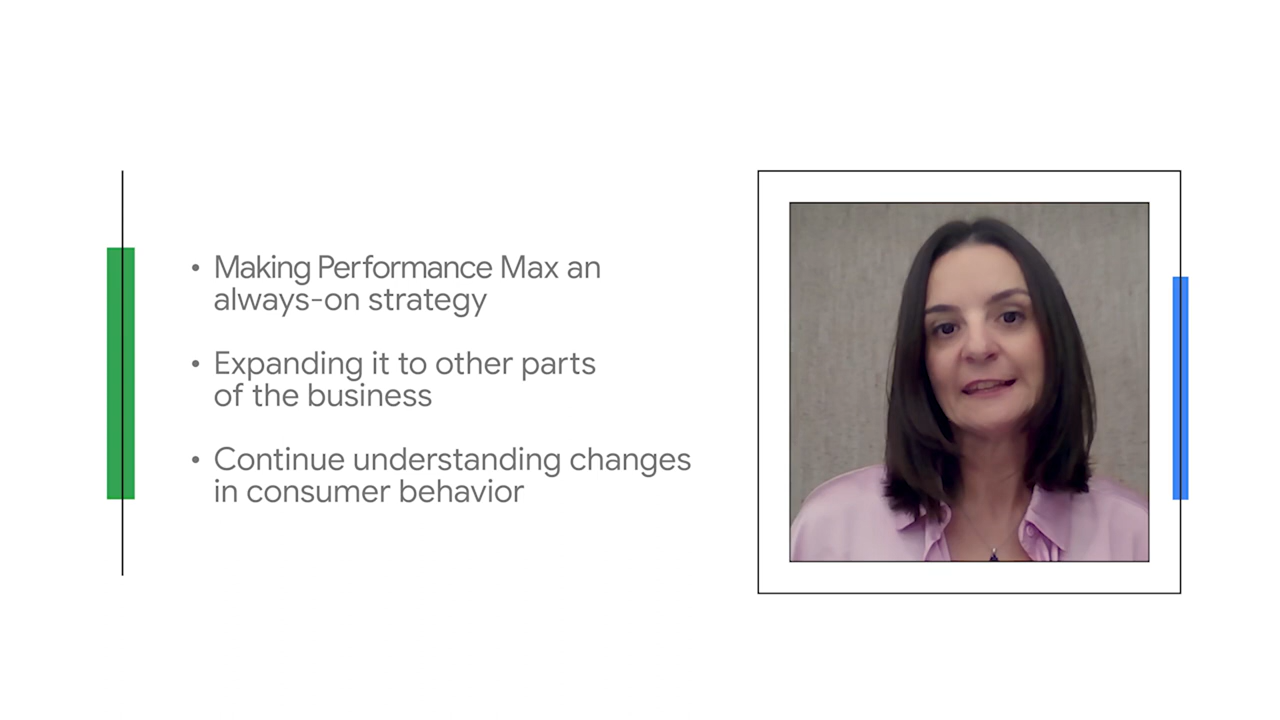 • Making Performance Max an
always-on strategy
• Expanding it to other parts
of the business
• Continue understanding changes
in consumer behavior